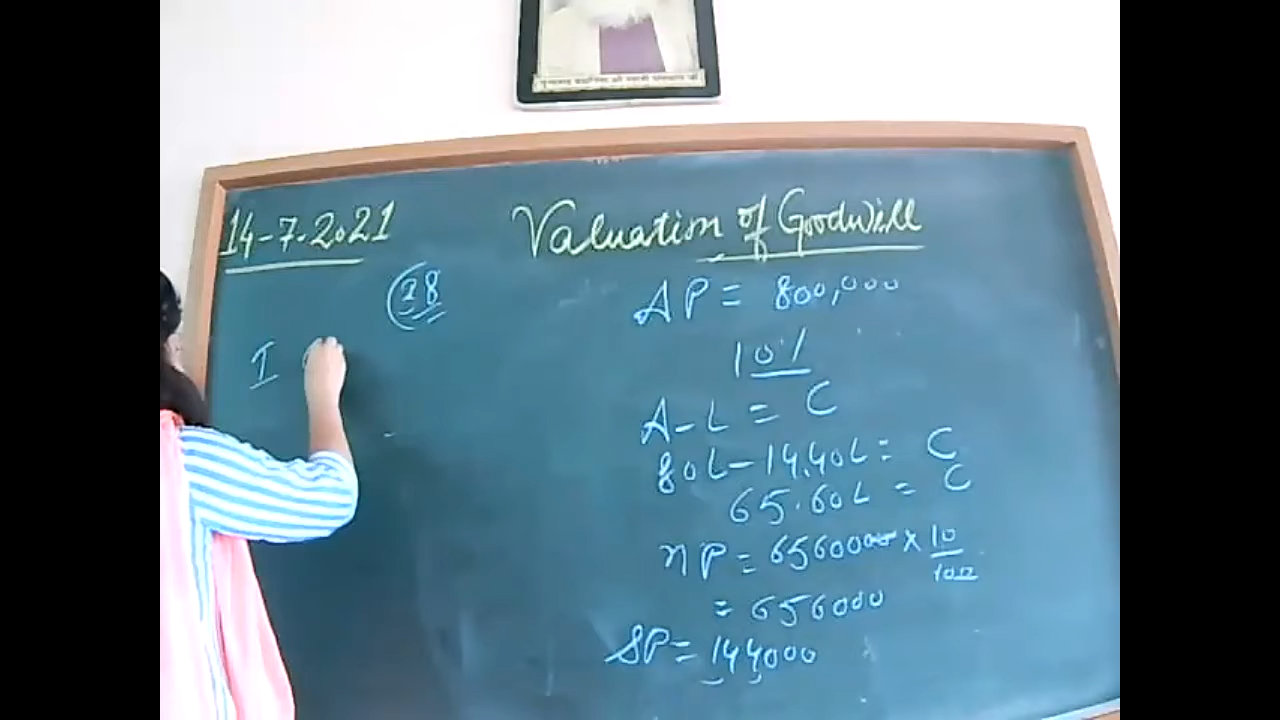 14-7-2021
Valuation of Goodwill
38
AP = 800,000
10%
I
A-L = C
80L-14.40L = C
65.60L = C
NP = 6560000 × 10/100
= 656000
SP = 144000